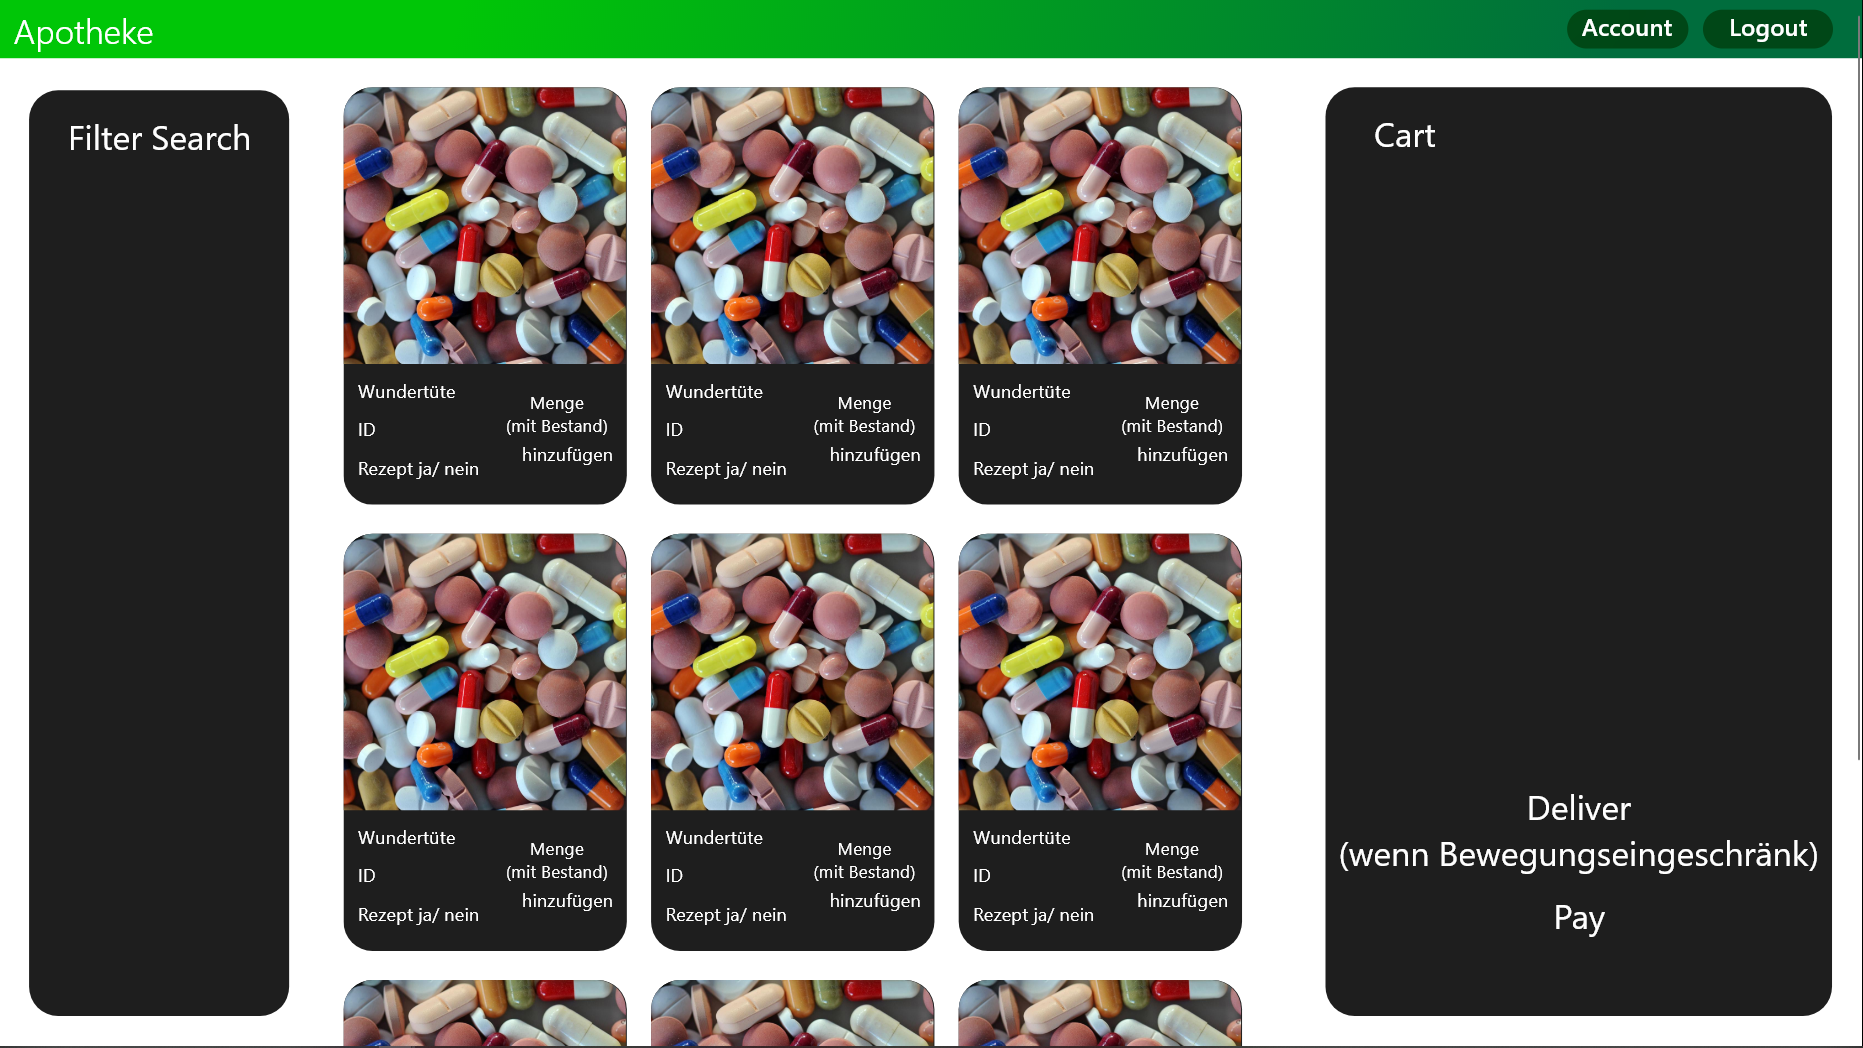 Apotheke
Account
Logout
Filter Search
Wundertüte
ID
Rezept ja/ nein
Menge
(mit Bestand)
hinzufügen
Wundertüte
ID
Rezept ja/ nein
Menge
(mit Bestand)
hinzufügen
Wundertüte
ID
Rezept ja/ nein
Menge
(mit Bestand)
hinzufügen
Wundertüte
ID
Rezept ja/ nein
Menge
(mit Bestand)
hinzufügen
Wundertüte
ID
Rezept ja/ nein
Menge
(mit Bestand)
hinzufügen
Wundertüte
ID
Rezept ja/ nein
Menge
(mit Bestand)
hinzufügen
Cart
Deliver
(wenn Bewegungseingeschränk)
Pay